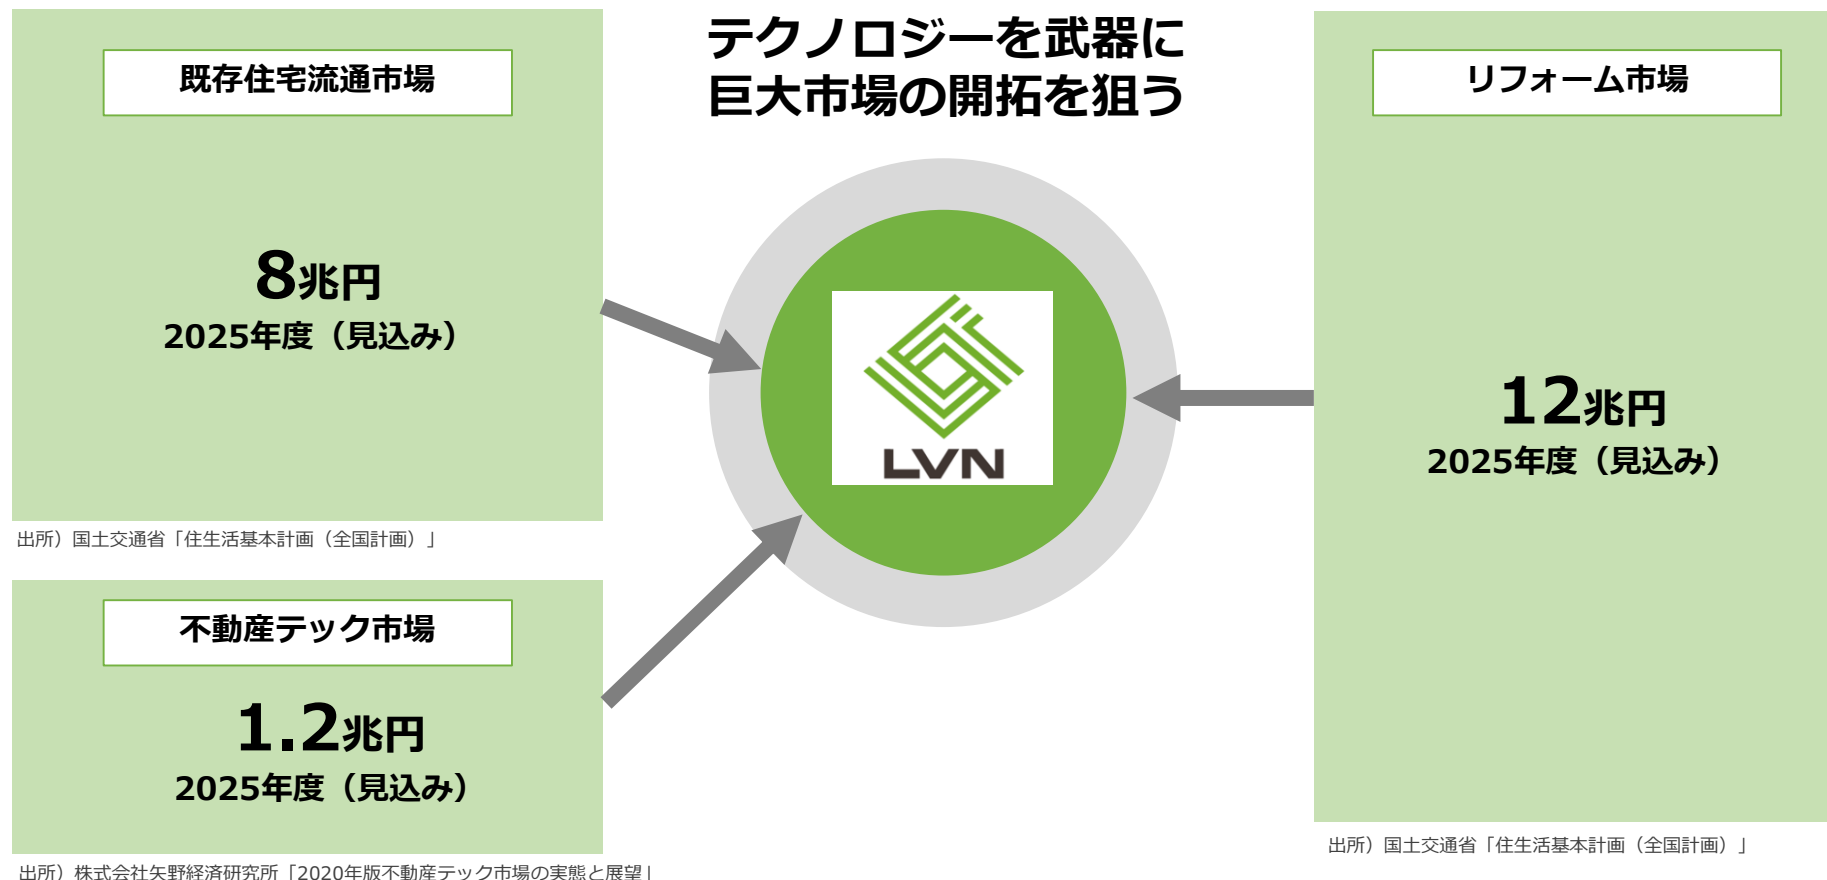 テクノロジーを武器に
巨大市場の開拓を狙う
既存住宅流通市場
8兆円
2025年度（見込み）
出所）国土交通省「住生活基本計画（全国計画）」
不動産テック市場
1.2兆円
2025年度（見込み）
出所）株式会社矢野経済研究所「2020年版不動産テック市場の実態と展望」
LVN
リフォーム市場
12兆円
2025年度（見込み）
出所）国土交通省「住生活基本計画（全国計画）」